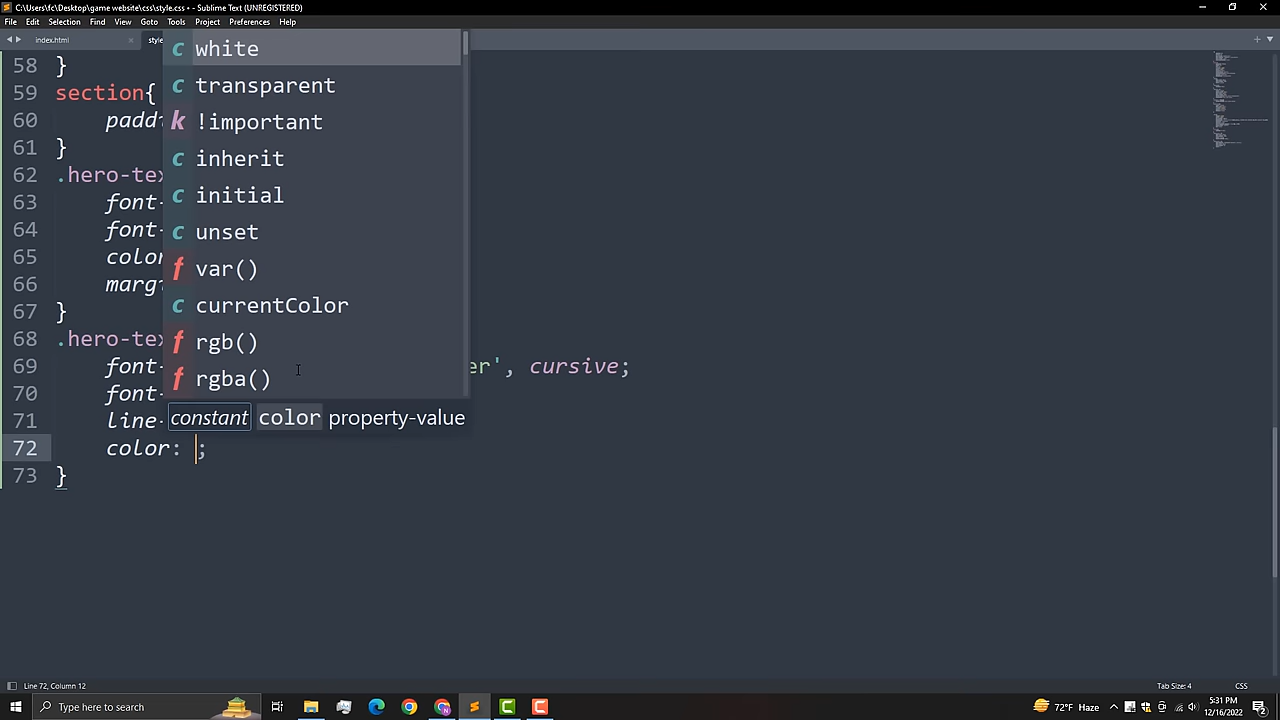 C:\Users\fc\Desktop\game website\css\style.css • - Sublime Text (UNREGISTERED)
File Edit Selection Find View Goto Tools Project Preferences Help
index.html
style
white
transparent
!important
inherit
initial
unset
var()
currentColor
rgb()
rgba()
constant color property-value
58 }
59 section{
60 paddi
61 }
62 .hero-tex
63 font-
64 font-
65 color
66 margi
67 }
68 .hero-tex
69 font- er', cursive;
70 font-
71 line-
72 color: ;
73 }
Line 72, Column 12
Tab Size: 4
CSS
Type here to search
72°F Haze
5:31 PM
12/16/2022
2